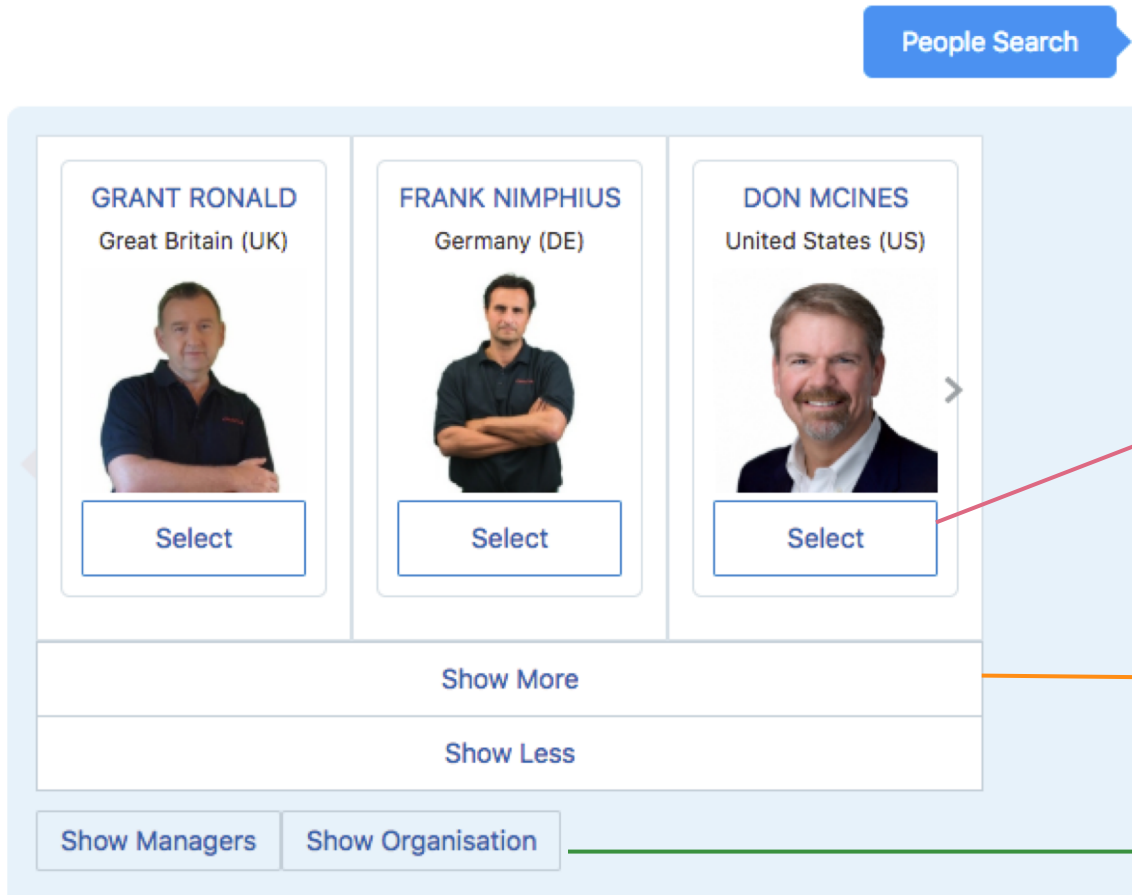 People Search
GRANT RONALD
Great Britain (UK)
Select
FRANK NIMPHIUS
Germany (DE)
Select
DON MCINES
United States (US)
Select
Show More
Show Less
Show Managers
Show Organisation